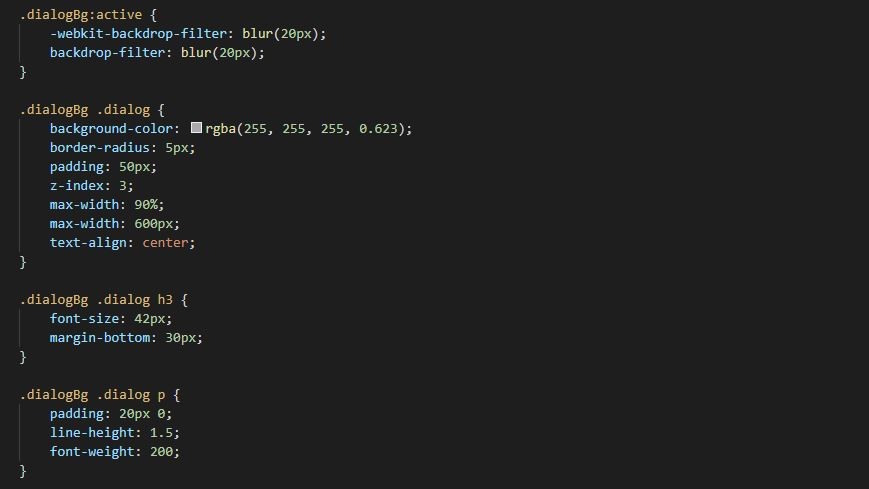 .dialogBg:active {
    -webkit-backdrop-filter: blur(20px);
    backdrop-filter: blur(20px);
}

.dialogBg .dialog {
    background-color: rgba(255, 255, 255, 0.623);
    border-radius: 5px;
    padding: 50px;
    z-index: 3;
    max-width: 90%;
    max-width: 600px;
    text-align: center;
}

.dialogBg .dialog h3 {
    font-size: 42px;
    margin-bottom: 30px;
}

.dialogBg .dialog p {
    padding: 20px 0;
    line-height: 1.5;
    font-weight: 200;
}